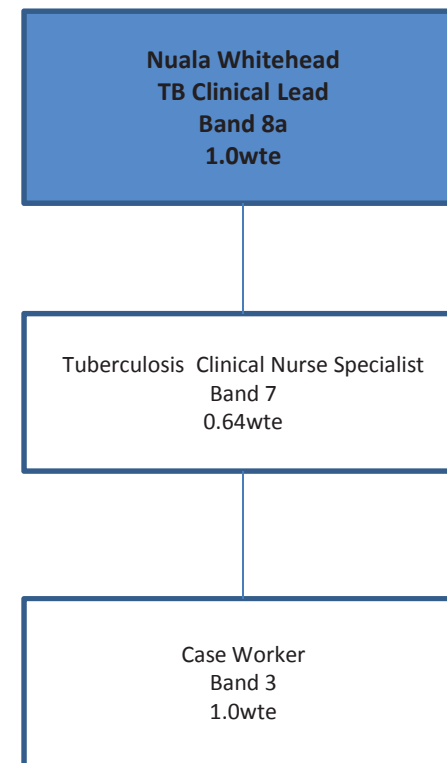 Nuala Whitehead
TB Clinical Lead
Band 8a
1.0wte
Tuberculosis  Clinical Nurse Specialist
Band 7
0.64wte
Case Worker
Band 3
1.0wte